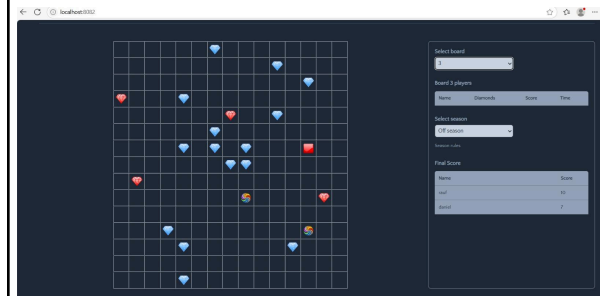 localhost:8082
Select board
3
Board 3 players
Name Diamonds Score Time
Select season
Off season
Season rules
Final Score
Name Score
10
7